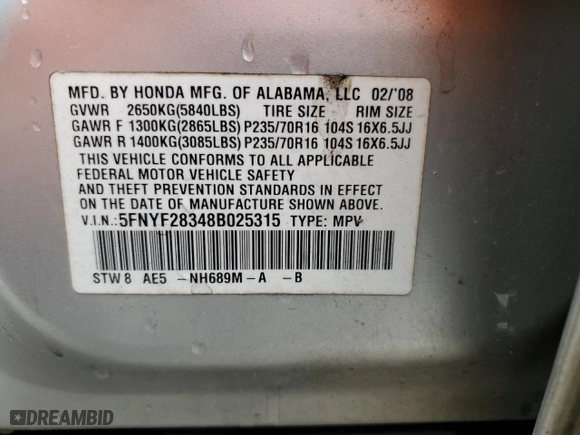 MFD. BY HONDA MFG. OF ALABAMA, LLC 02/'08
GVWR 2650KG(5840LBS) TIRE SIZE RIM SIZE
GAWR F 1300KG(2865LBS) P235/70R16 104S 16X6.5JJ
GAWR R 1400KG(3085LBS) P235/70R16 104S 16X6.5JJ
THIS VEHICLE CONFORMS TO ALL APPLICABLE
FEDERAL MOTOR VEHICLE SAFETY
AND THEFT PREVENTION STANDARDS IN EFFECT
ON THE DATE OF MANUFACTURE SHOWN ABOVE.
V.I.N.:5FNYF28348B025315 TYPE: MPV
STW8 AE5 -NH689M-A -B
DREAMBID